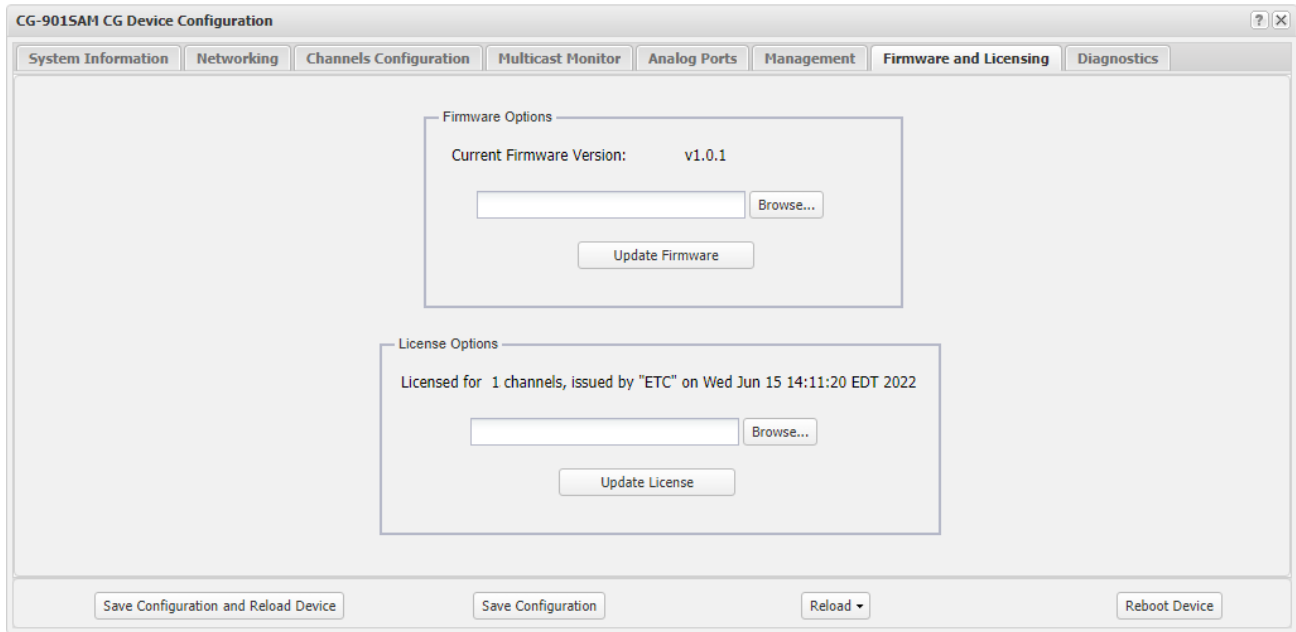 CG-901SAM CG Device Configuration
? X
System Information Networking Channels Configuration Multicast Monitor Analog Ports Management Firmware and Licensing Diagnostics
Firmware Options
Current Firmware Version: v1.0.1
Browse...
Update Firmware
License Options
Licensed for 1 channels, issued by "ETC" on Wed Jun 15 14:11:20 EDT 2022
Browse...
Update License
Save Configuration and Reload Device Save Configuration Reload Reboot Device